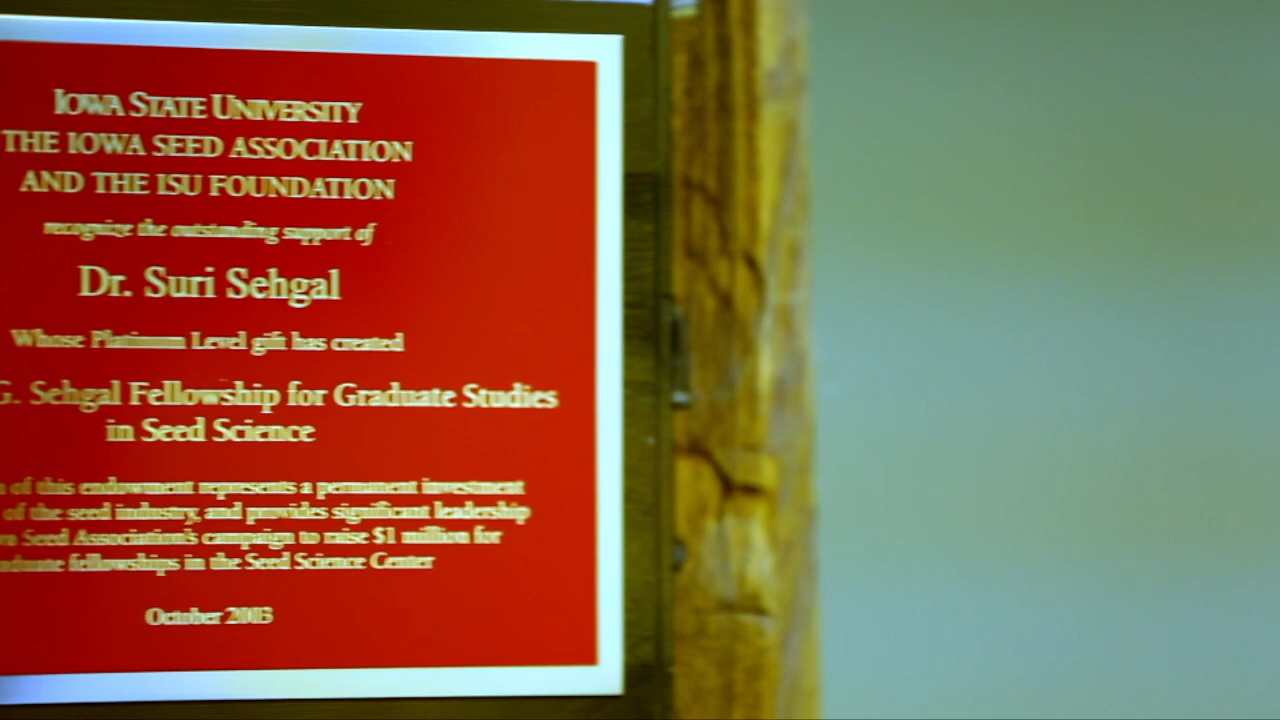 IOWA STATE UNIVERSITY
THE IOWA SEED ASSOCIATION
AND THE ISU FOUNDATION
recognize the outstanding support of
Dr. Suri Sehgal
Whose Platinum Level gift has created
G. Sehgal Fellowship for Graduate Studies
in Seed Science
of this endowment represents a permanent investment
of the seed industry, and provides significant leadership
Seed Association's campaign to raise $1 million for
fellowships in the Seed Science Center
October 2003